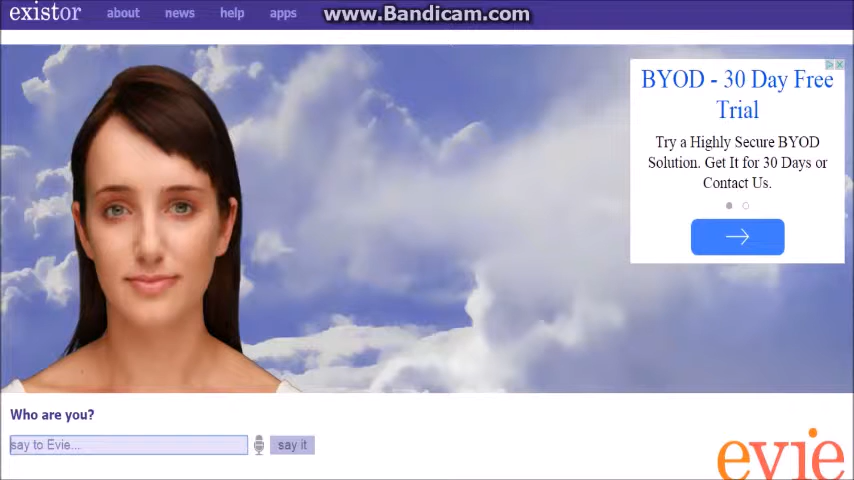 existor about news help apps www.Bandicam.com
BYOD - 30 Day Free
Trial
Try a Highly Secure BYOD
Solution. Get It for 30 Days or
Contact Us.
Who are you?
say to Evie...
say it
evie